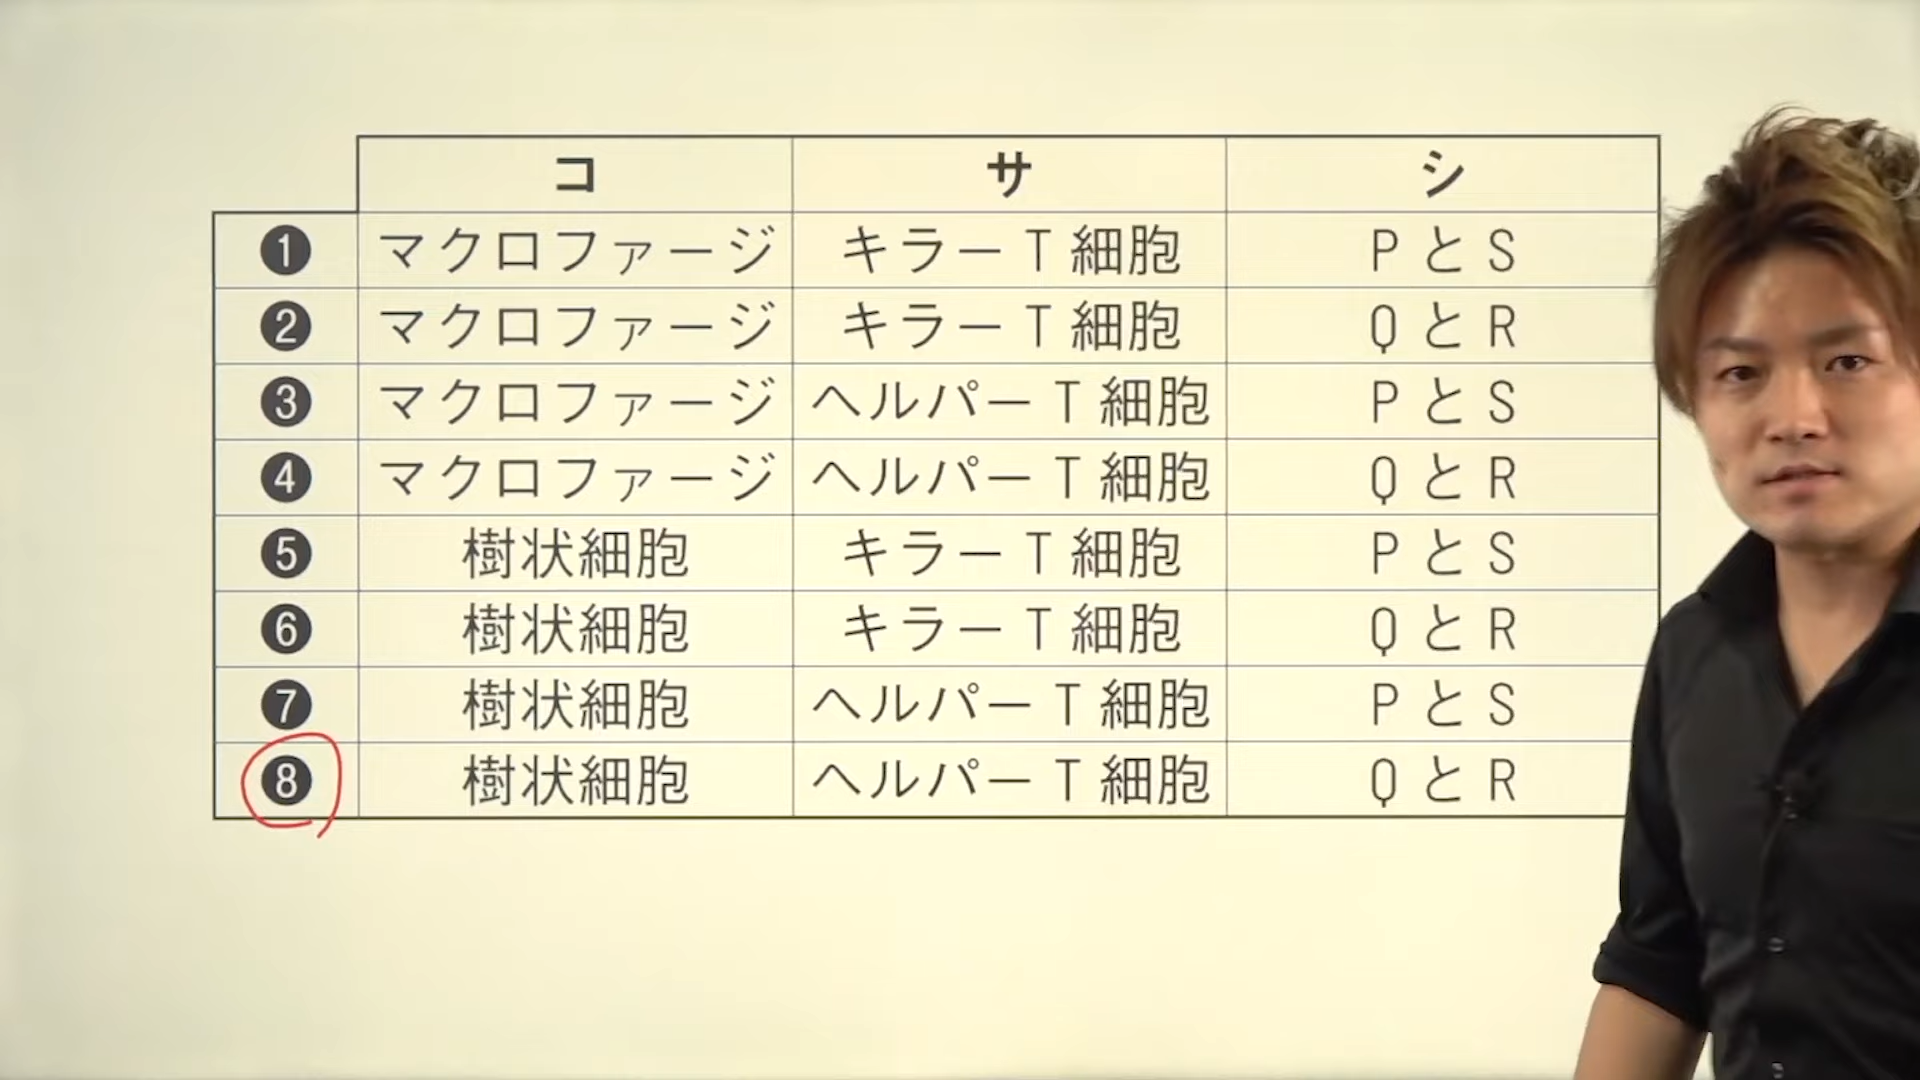 コ サ シ
❶ マクロファージ キラーT細胞 PとS
❷ マクロファージ キラーT細胞 QとR
❸ マクロファージ ヘルパーT細胞 PとS
❹ マクロファージ ヘルパーT細胞 QとR
❺ 樹状細胞 キラーT細胞 PとS
❻ 樹状細胞 キラーT細胞 QとR
❼ 樹状細胞 ヘルパーT細胞 PとS
❽ 樹状細胞 ヘルパーT細胞 QとR